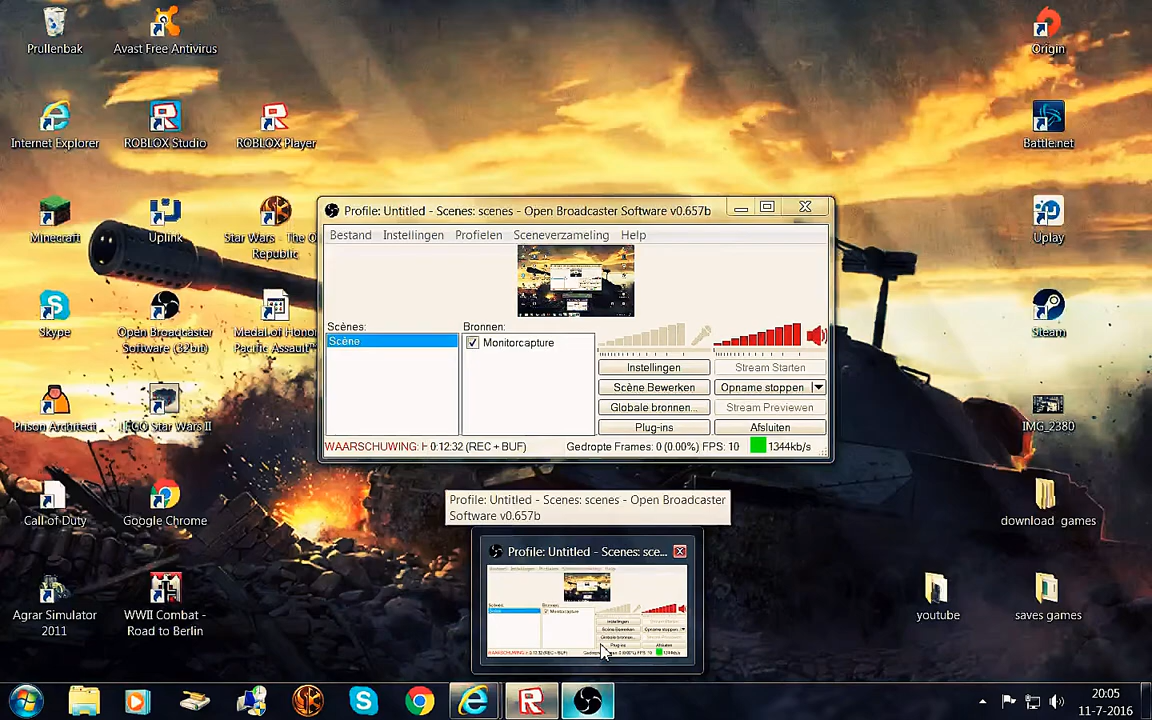 Prullenbak
Avast Free Antivirus
Origin
Internet Explorer
ROBLOX Studio
ROBLOX Player
Battle.net
Minecraft
Uplink
Star Wars - The O
Republic
Uplay
Skype
Open Broadcaster
Software (32bit)
Medal of Honor
Pacific Assault™
Steam
Prison Architect
LEGO Star Wars II
IMG_2380
Call of Duty
Google Chrome
download games
Agrar Simulator
2011
WWII Combat -
Road to Berlin
youtube
saves games
Profile: Untitled - Scenes: scenes - Open Broadcaster Software v0.657b
Bestand Instellingen Profielen Sceneverzameling Help
Scènes:
Bronnen:
Scène
Monitorcapture
Instellingen
Stream Starten
Scène Bewerken
Opname stoppen
Globale bronnen...
Stream Previewen
Plug-ins
Afsluiten
WAARSCHUWING: H 0:12:32 (REC + BUF)
Gedropte Frames: 0 (0.00%) FPS: 10
1344kb/s
Profile: Untitled - Scenes: scenes - Open Broadcaster
Software v0.657b
Profile: Untitled - Scenes: sce...
20:05
11-7-2016